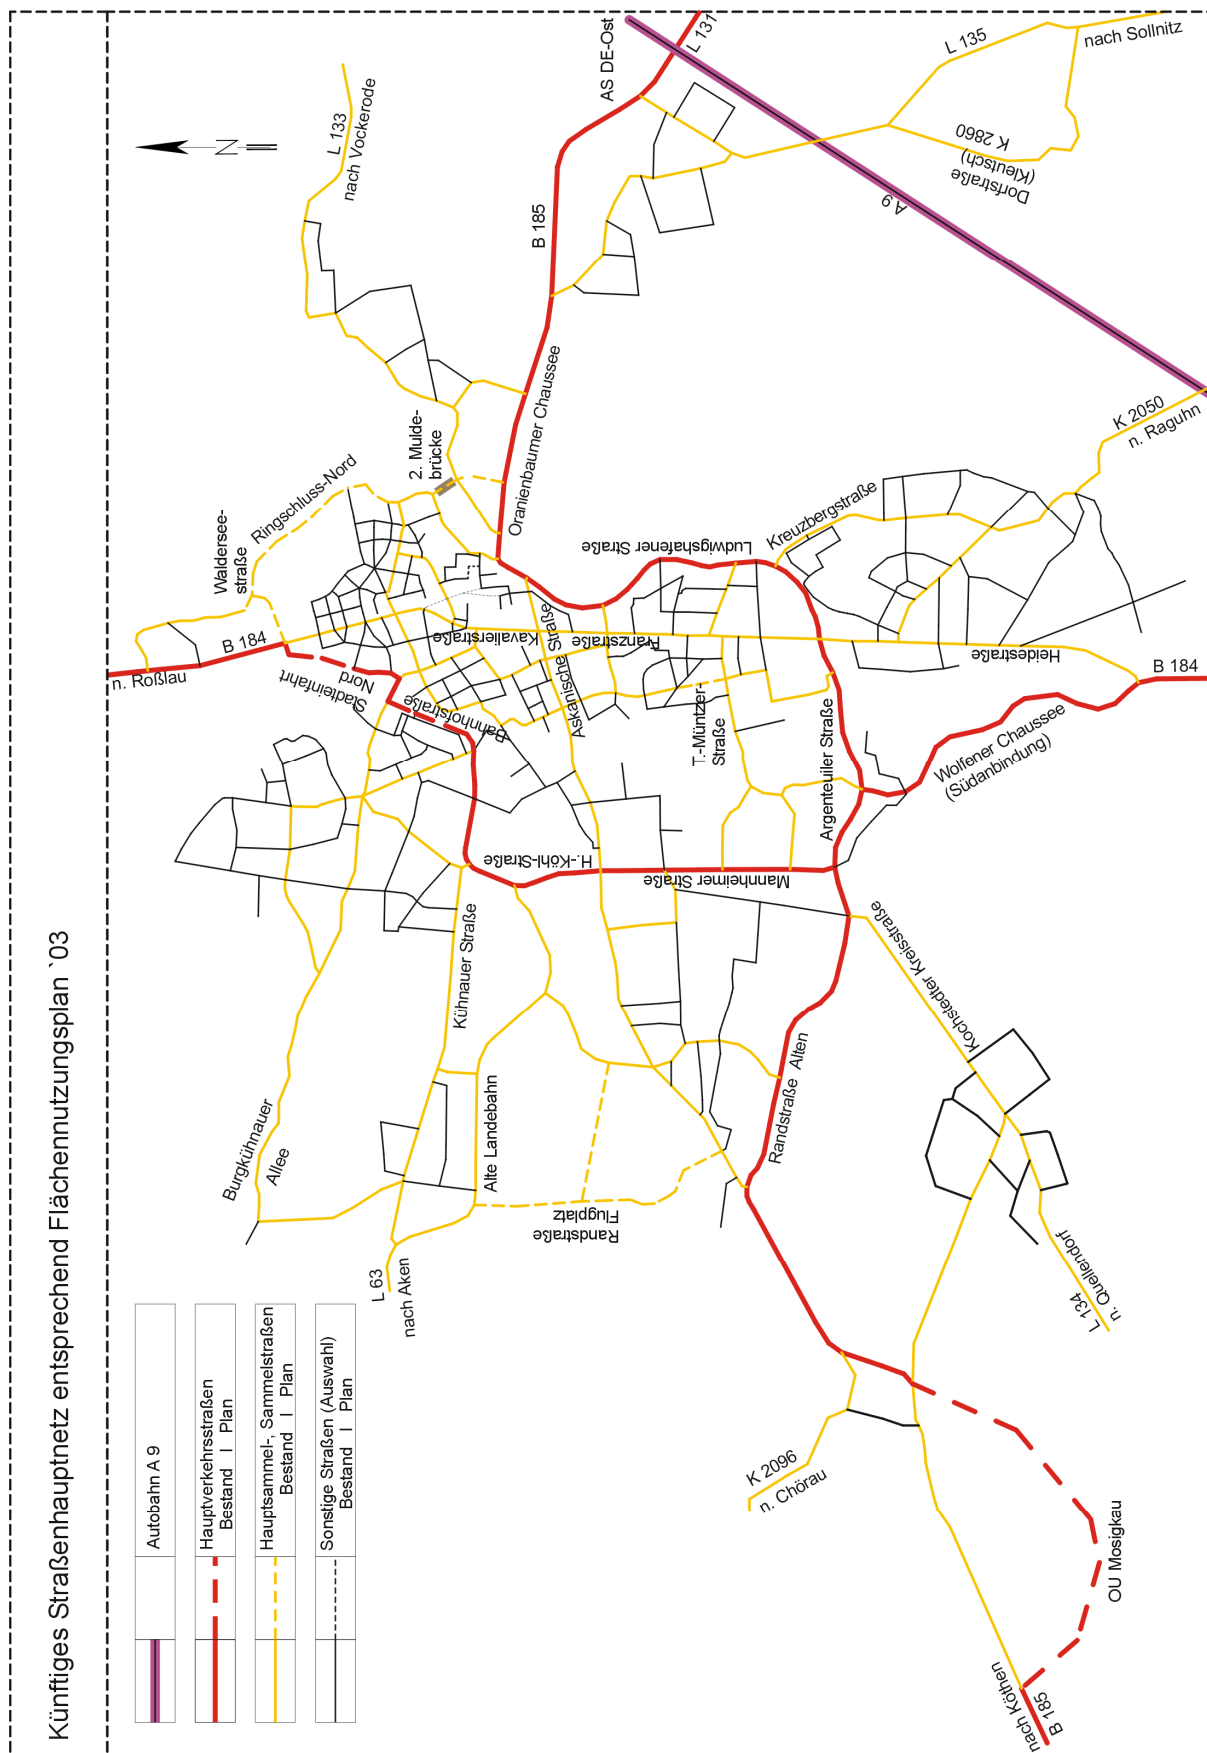 Künftiges Straßenhauptnetz entsprechend Flächennutzungsplan `03
Autobahn A 9
Hauptverkehrsstraßen
Bestand I Plan
Hauptsammel-, Sammelstraßen
Bestand I Plan
Sonstige Straßen (Auswahl)
Bestand I Plan
N
L 133
nach Vockerode
AS DE-Ost
L 131
L 135
nach Sollnitz
K 2860
Dorfstraße
(Kleutsch)
A 9
B 185
Oranienbaumer Chaussee
2. Mulde-
brücke
Ringschluss-Nord
Waldersee-
straße
B 184
n. Roßlau
Stadteinfahrt
Nord
Bahnhofstraße
Kavalierstraße
Askanische Straße
Franzstraße
Ludwigshafener Straße
Kreuzbergstraße
K 2050
n. Raguhn
Heidestraße
B 184
Wolfener Chaussee
(Südanbindung)
Argenteuiler Straße
T.-Müntzer-
Straße
H.-Köhl-Straße
Mannheimer Straße
Kühnauer Straße
Burgkühnauer
Allee
Alte Landebahn
L 63
nach Aken
Randstraße
Flugplatz
Randstraße Alten
Kochstedter Kreisstraße
n. Quellendorf
L 134
K 2096
n. Chörau
OU Mosigkau
nach Köthen
B 185